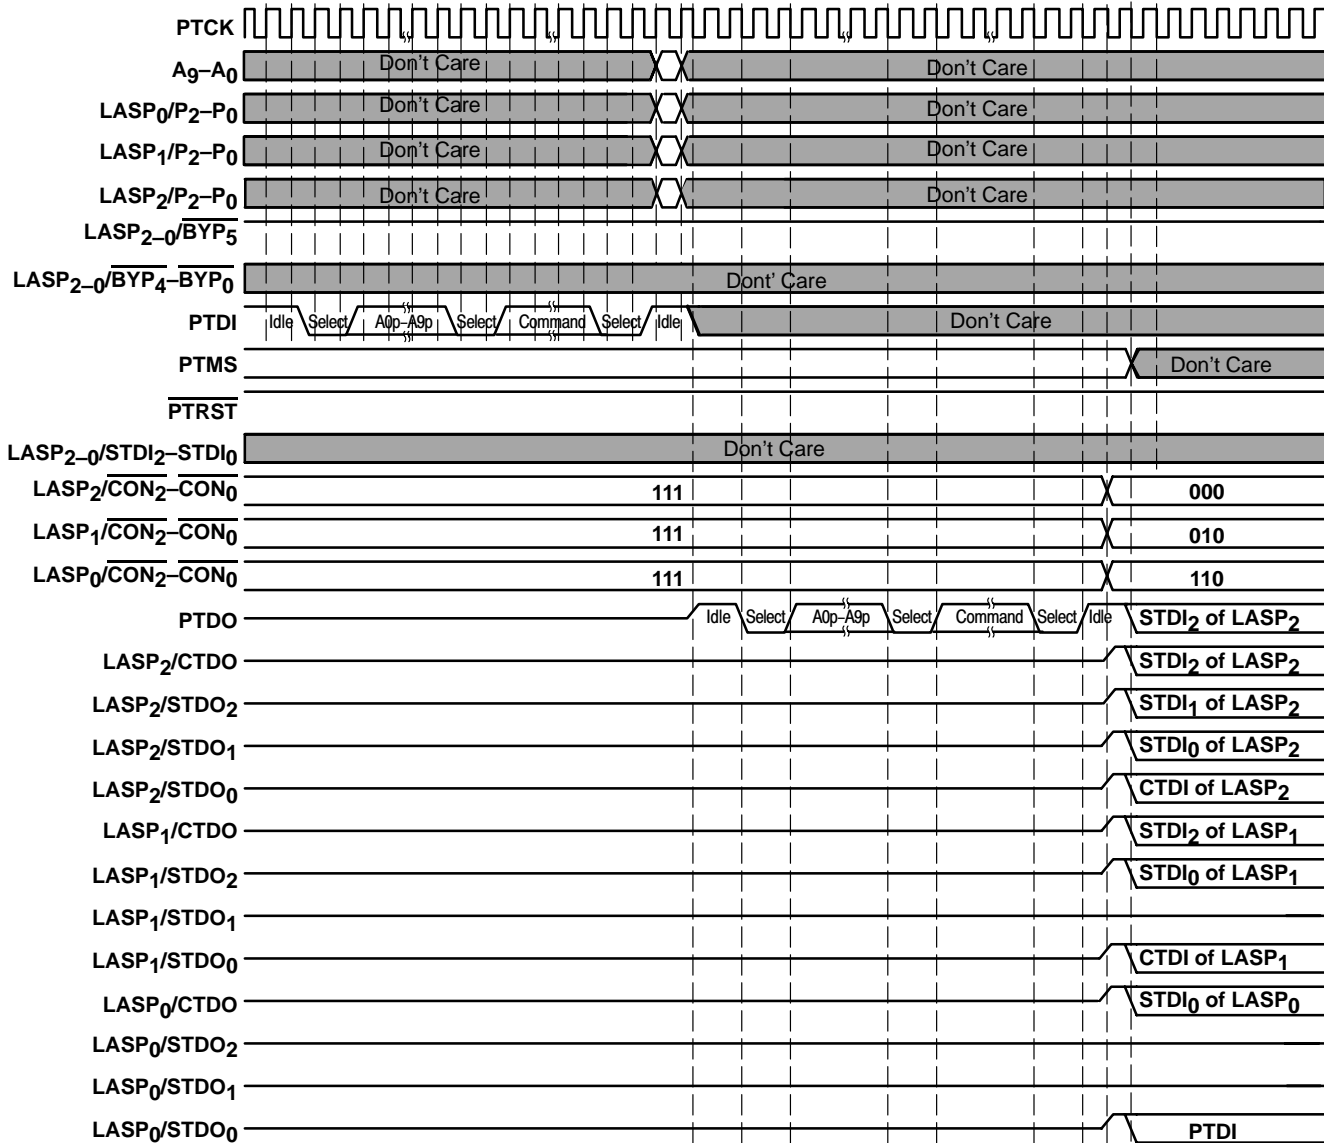 PTCK
A9–A0 Don't Care Don't Care
LASP0/P2–P0 Don't Care Don't Care
LASP1/P2–P0 Don't Care Don't Care
LASP2/P2–P0 Don't Care Don't Care
LASP2–0/BYP5
LASP2–0/BYP4–BYP0 Dont' Care
PTDI Idle Select A0p–A9p Select Command Select Idle Don't Care
PTMS Don't Care
PTRST
LASP2–0/STDI2–STDI0 Don't Care
LASP2/CON2–CON0 111 000
LASP1/CON2–CON0 111 010
LASP0/CON2–CON0 111 110
PTDO Idle Select A0p–A9p Select Command Select Idle STDI2 of LASP2
LASP2/CTDO STDI2 of LASP2
LASP2/STDO2 STDI1 of LASP2
LASP2/STDO1 STDI0 of LASP2
LASP2/STDO0 CTDI of LASP2
LASP1/CTDO STDI2 of LASP1
LASP1/STDO2 STDI0 of LASP1
LASP1/STDO1
LASP1/STDO0 CTDI of LASP1
LASP0/CTDO STDI0 of LASP0
LASP0/STDO2
LASP0/STDO1
LASP0/STDO0 PTDI